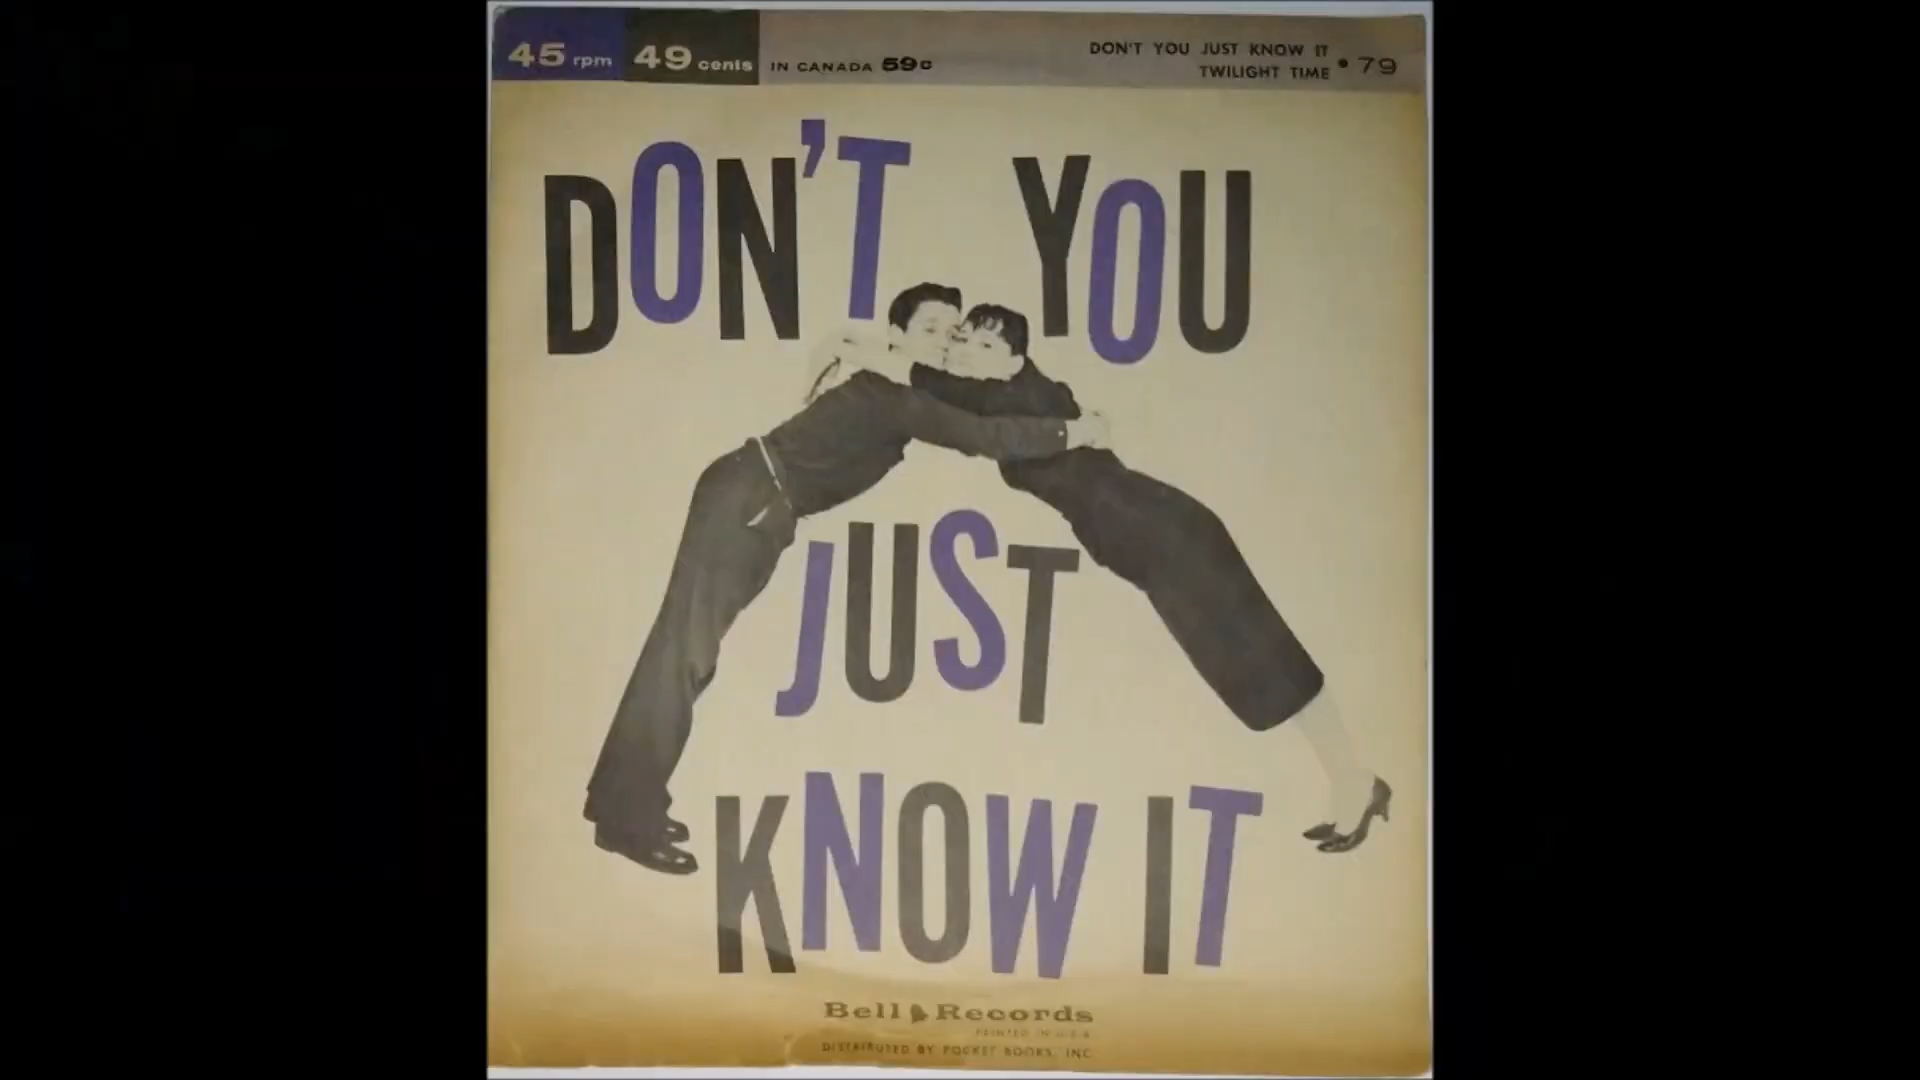 45 rpm 49 cents IN CANADA 59c
DON'T YOU JUST KNOW IT
TWILIGHT TIME • 79
DON'T YOU
JUST
KNOW IT
Bell Records
PRINTED IN U.S.A.
DISTRIBUTED BY POCKET BOOKS, INC.